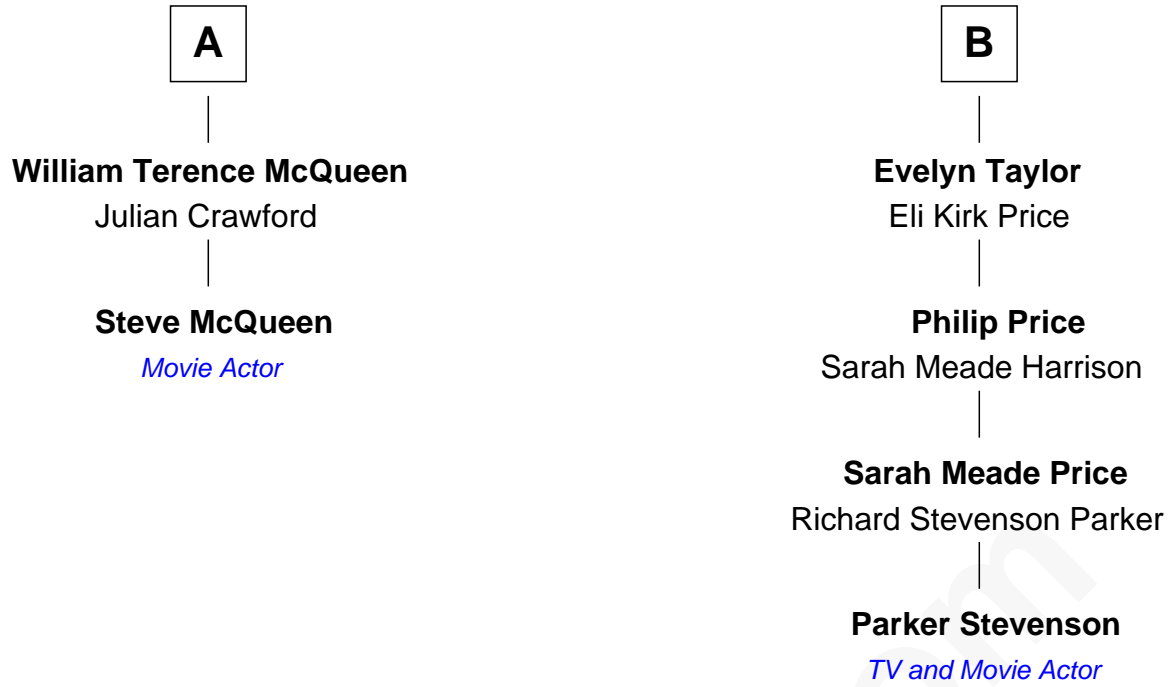 A
William Terence McQueen
Julian Crawford
Steve McQueen
Movie Actor
B
Evelyn Taylor
Eli Kirk Price
Philip Price
Sarah Meade Harrison
Sarah Meade Price
Richard Stevenson Parker
Parker Stevenson
TV and Movie Actor